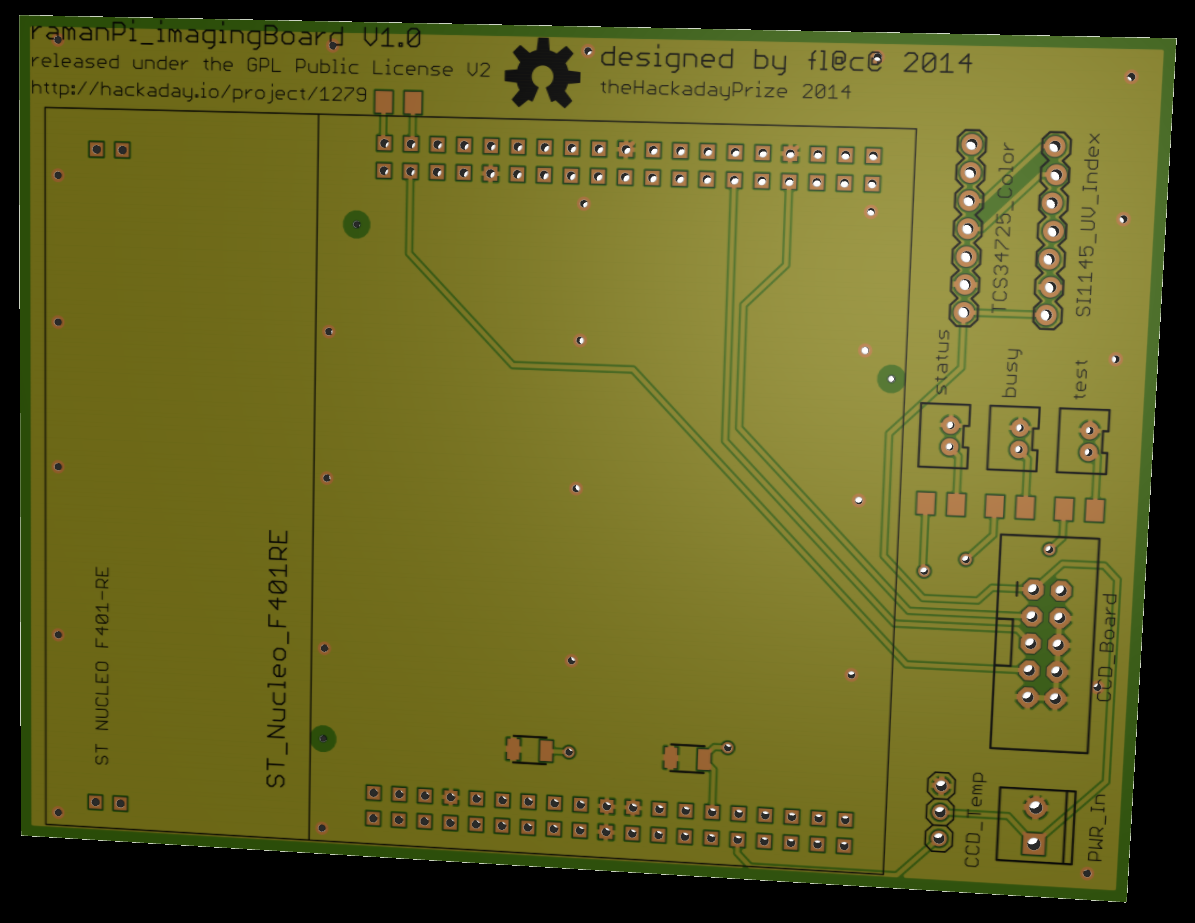 ramanPi_imagingBoard V1.0
released under the GPL Public License V2
http://hackaday.io/project/1279
designed by fl@c@ 2014
theHackadayPrize 2014
TCS34725_Color
SI1145_UV_Index
status
busy
test
ST NUCLEO F401-RE
ST_Nucleo_F401RE
CCD_Board
CCD_Temp
PWR_In